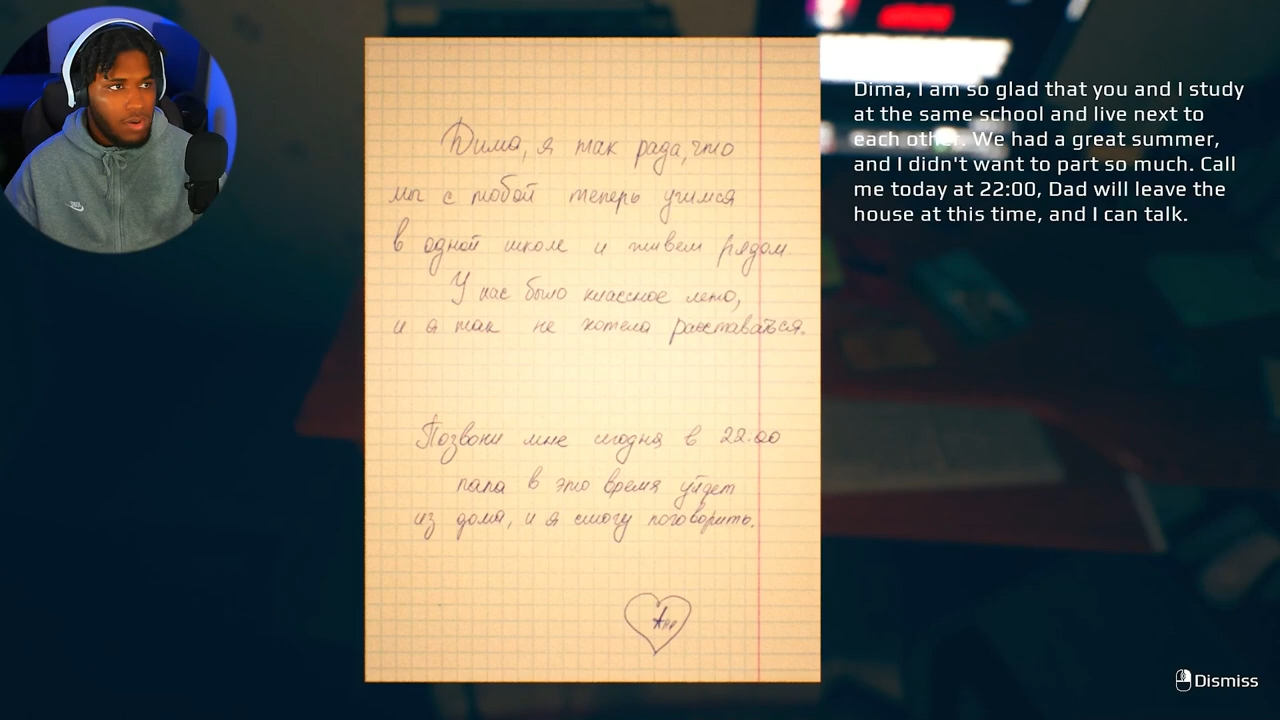 Дима, я так рада, что
мы с тобой теперь учимся
в одной школе и живем рядом.
У нас было классное лето,
и я так не хотела расставаться.
Позвони мне сегодня в 22:00
папа в это время уйдет
из дома, и я смогу поговорить.
Аня
Dima, I am so glad that you and I study
at the same school and live next to
each other. We had a great summer,
and I didn't want to part so much. Call
me today at 22:00, Dad will leave the
house at this time, and I can talk.
Dismiss